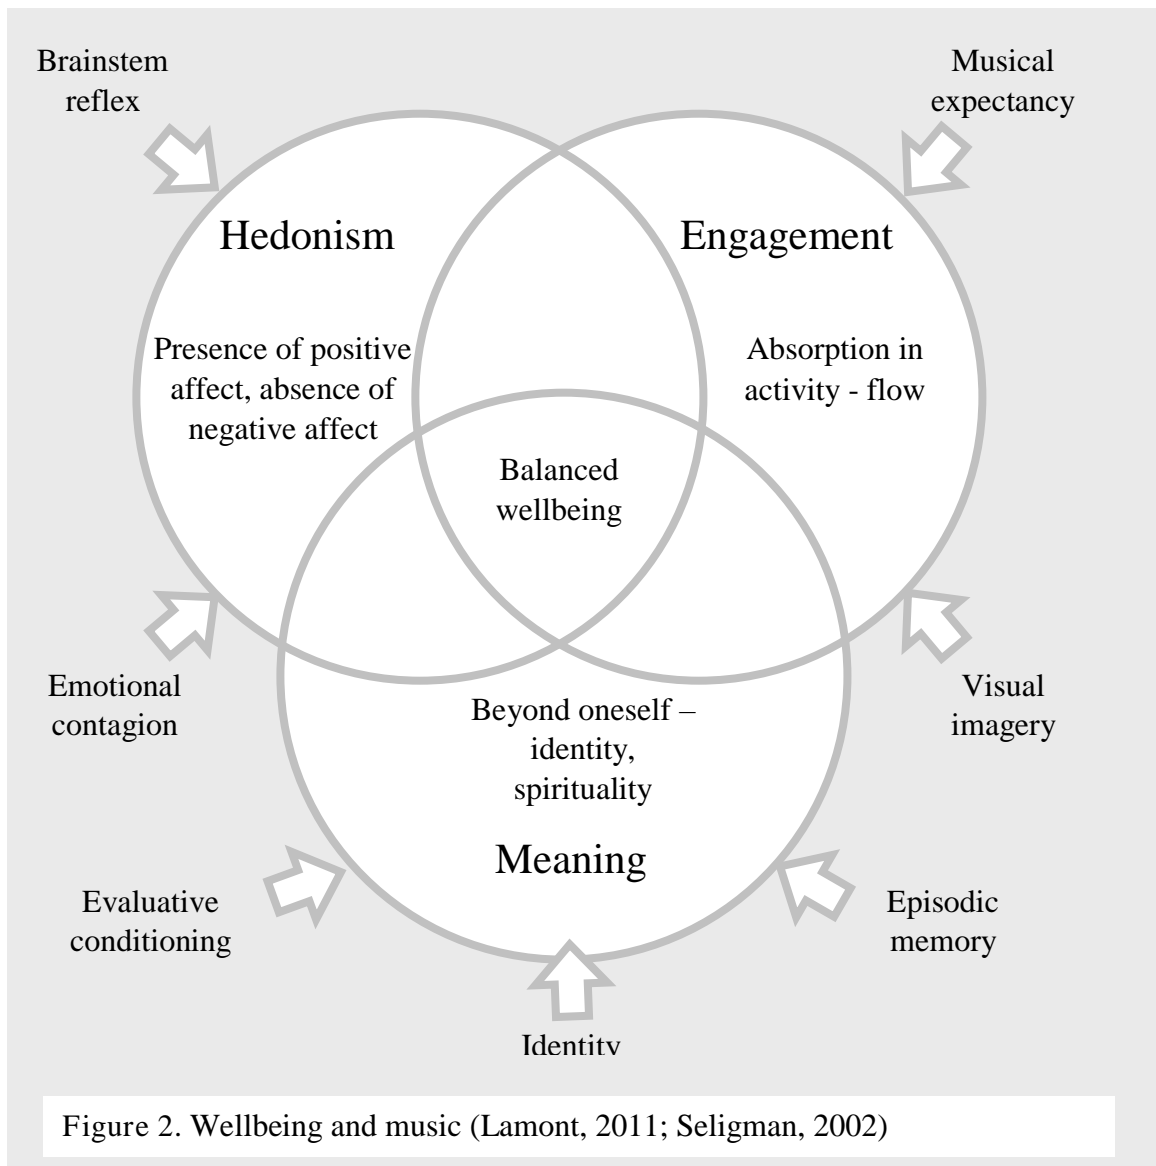 Brainstem
reflex
Musical
expectancy
Hedonism
Engagement
Presence of positive
affect, absence of
negative affect
Absorption in
activity - flow
Balanced
wellbeing
Emotional
contagion
Visual
imagery
Beyond oneself –
identity,
spirituality
Meaning
Evaluative
conditioning
Episodic
memory
Identity
Figure 2. Wellbeing and music (Lamont, 2011; Seligman, 2002)